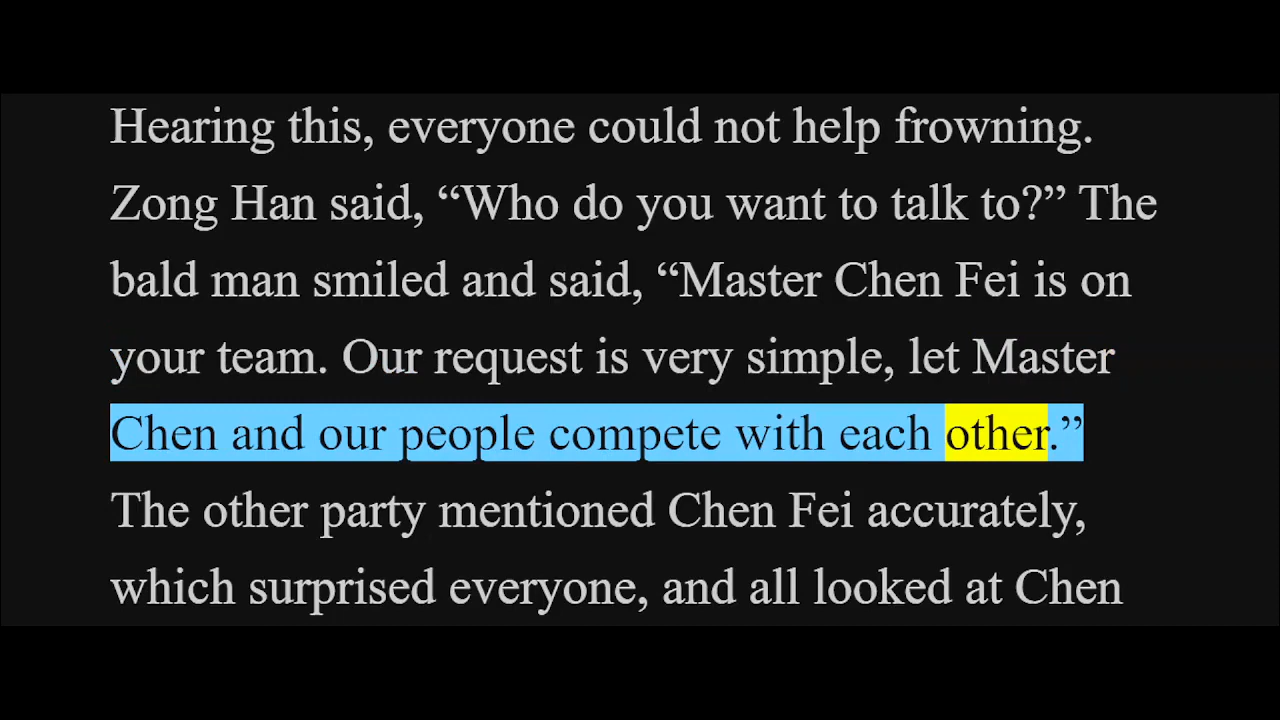 Hearing this, everyone could not help frowning.
Zong Han said, “Who do you want to talk to?” The
bald man smiled and said, “Master Chen Fei is on
your team. Our request is very simple, let Master
Chen and our people compete with each other.”
The other party mentioned Chen Fei accurately,
which surprised everyone, and all looked at Chen